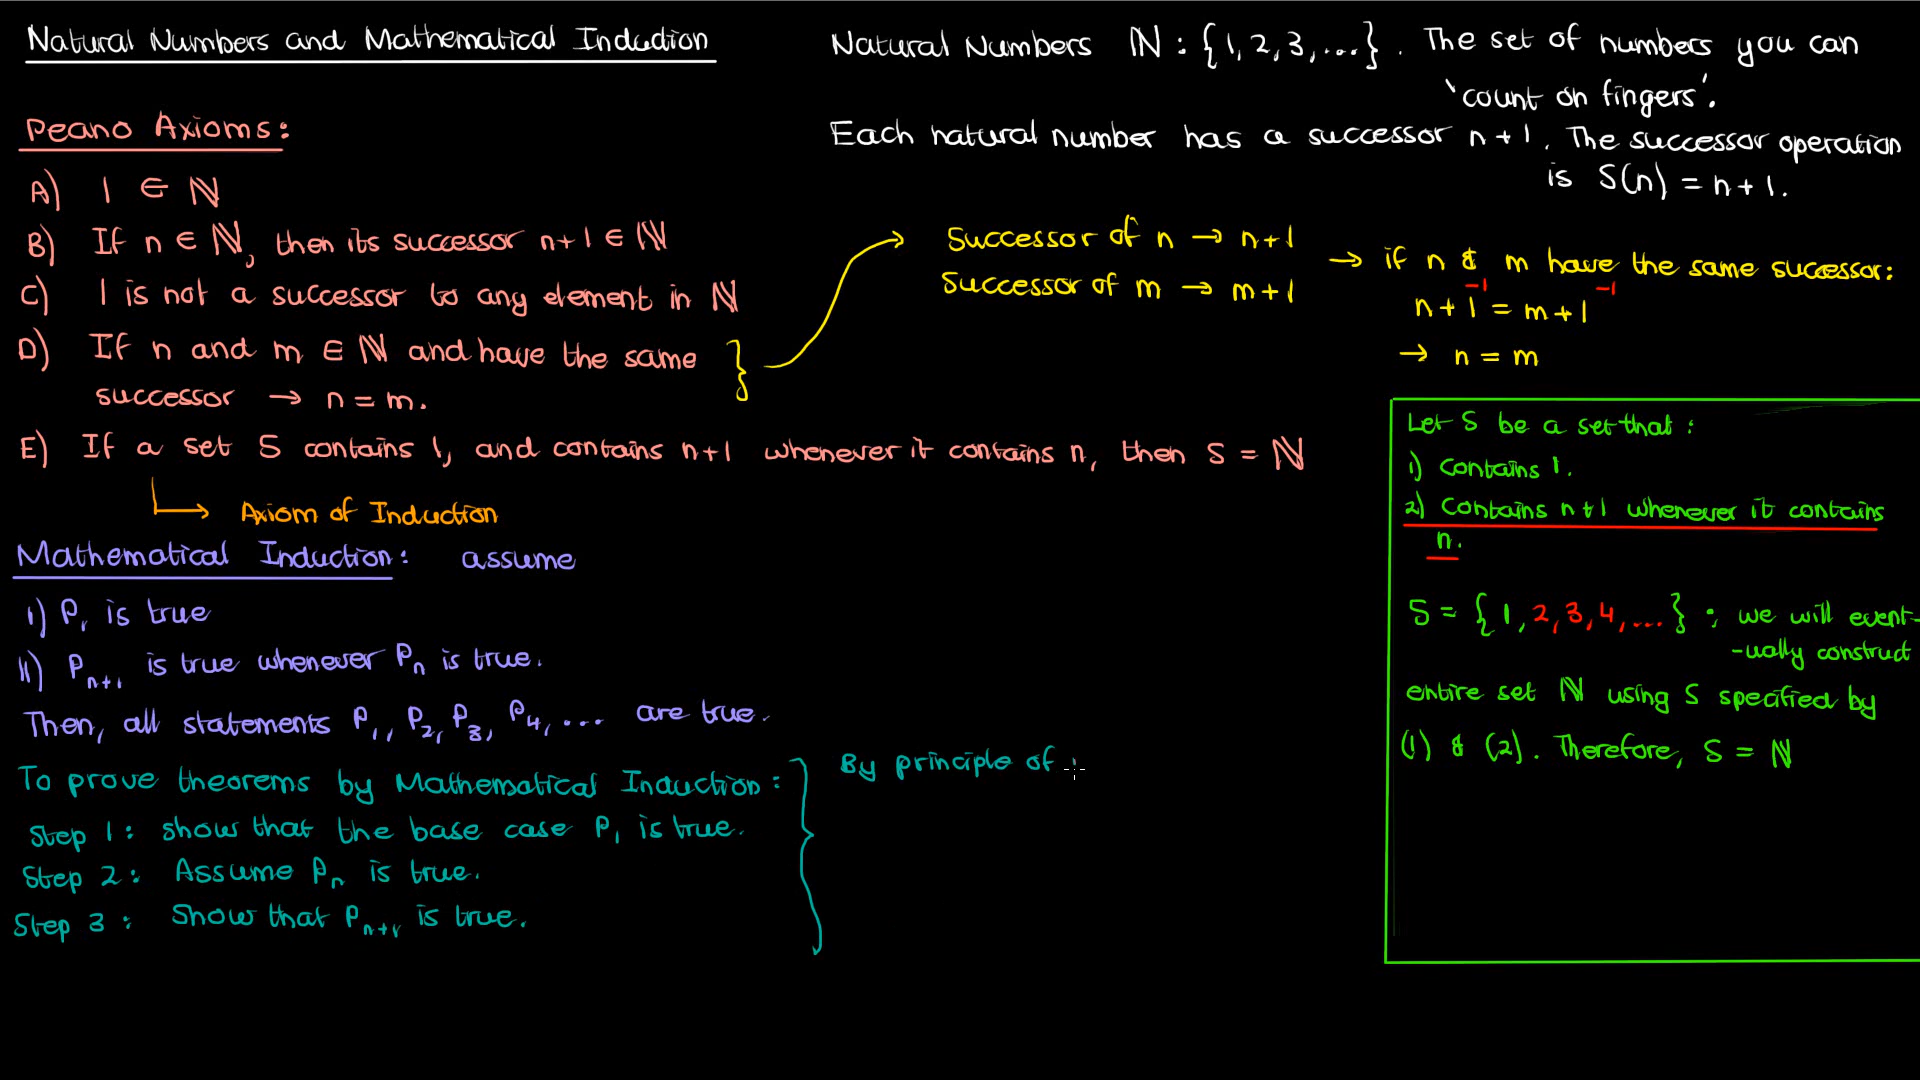 Natural Numbers and Mathematical Induction
Natural Numbers ℕ : {1, 2, 3, ...} . The set of numbers you can
'count on fingers'.
Each natural number has a successor n+1. The successor operation
is S(n) = n+1.
Peano Axioms:
A) 1 ∈ ℕ
B) If n ∈ ℕ, then its successor n+1 ∈ ℕ
C) 1 is not a successor to any element in ℕ
D) If n and m ∈ ℕ and have the same
successor → n = m.
Successor of n → n+1
Successor of m → m+1
→ if n & m have the same successor:
-1 -1
n+1 = m+1
→ n = m
E) If a set S contains 1, and contains n+1 whenever it contains n, then S = ℕ
Axiom of Induction
Mathematical Induction: assume
I) P₁ is true
II) Pₙ₊₁ is true whenever Pₙ is true.
Then, all statements P₁, P₂, P₃, P₄, ... are true.
To prove theorems by Mathematical Induction:
Step 1: show that the base case P₁ is true.
Step 2: Assume Pₙ is true.
Step 3: Show that Pₙ₊₁ is true.
By principle of
Let S be a set that:
1) Contains 1.
2) Contains n+1 whenever it contains
n.
S = {1, 2, 3, 4, ...} ; we will event-
-ually construct
entire set ℕ using S specified by
(1) & (2). Therefore, S = ℕ